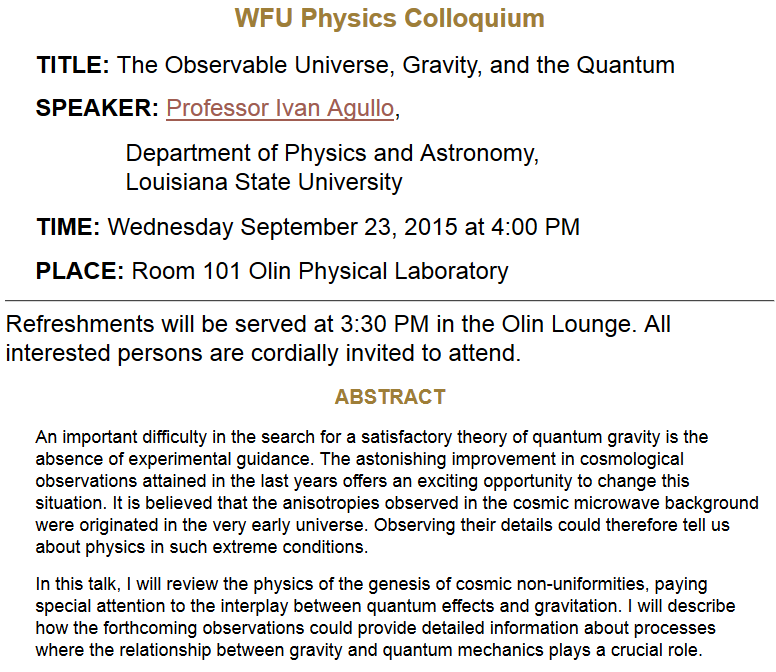 WFU Physics Colloquium
TITLE: The Observable Universe, Gravity, and the Quantum
SPEAKER: Professor Ivan Agullo,
Department of Physics and Astronomy,
Louisiana State University
TIME: Wednesday September 23, 2015 at 4:00 PM
PLACE: Room 101 Olin Physical Laboratory
Refreshments will be served at 3:30 PM in the Olin Lounge. All
interested persons are cordially invited to attend.
ABSTRACT
An important difficulty in the search for a satisfactory theory of quantum gravity is the
absence of experimental guidance. The astonishing improvement in cosmological
observations attained in the last years offers an exciting opportunity to change this
situation. It is believed that the anisotropies observed in the cosmic microwave background
were originated in the very early universe. Observing their details could therefore tell us
about physics in such extreme conditions.
In this talk, I will review the physics of the genesis of cosmic non-uniformities, paying
special attention to the interplay between quantum effects and gravitation. I will describe
how the forthcoming observations could provide detailed information about processes
where the relationship between gravity and quantum mechanics plays a crucial role.